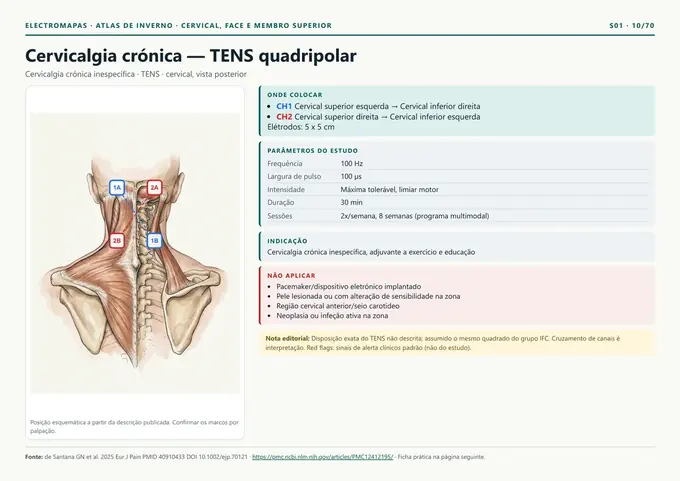 ELECTROMAPAS · ATLAS DE INVERNO · CERVICAL, FACE E MEMBRO SUPERIOR
S01 · 10/70
Cervicalgia crónica — TENS quadripolar
Cervicalgia crónica inespecífica · TENS · cervical, vista posterior
1A
2A
2B
1B
Posição esquemática a partir da descrição publicada. Confirmar os marcos por
palpação.
ONDE COLOCAR
• CH1 Cervical superior esquerda → Cervical inferior direita
• CH2 Cervical superior direita → Cervical inferior esquerda
Elétrodos: 5 x 5 cm
PARÂMETROS DO ESTUDO
Frequência 100 Hz
Largura de pulso 100 µs
Intensidade Máxima tolerável, limiar motor
Duração 30 min
Sessões 2x/semana, 8 semanas (programa multimodal)
INDICAÇÃO
Cervicalgia crónica inespecífica, adjuvante a exercício e educação
NÃO APLICAR
• Pacemaker/dispositivo eletrónico implantado
• Pele lesionada ou com alteração de sensibilidade na zona
• Região cervical anterior/seio carotídeo
• Neoplasia ou infeção ativa na zona
Nota editorial: Disposição exata do TENS não descrita; assumido o mesmo quadrado do grupo IFC. Cruzamento de canais é
interpretação. Red flags: sinais de alerta clínicos padrão (não do estudo).
Fonte: de Santana GN et al. 2025 Eur J Pain PMID 40910433 DOI 10.1002/ejp.70121 · https://pmc.ncbi.nlm.nih.gov/articles/PMC12412195/ · Ficha prática na página seguinte.